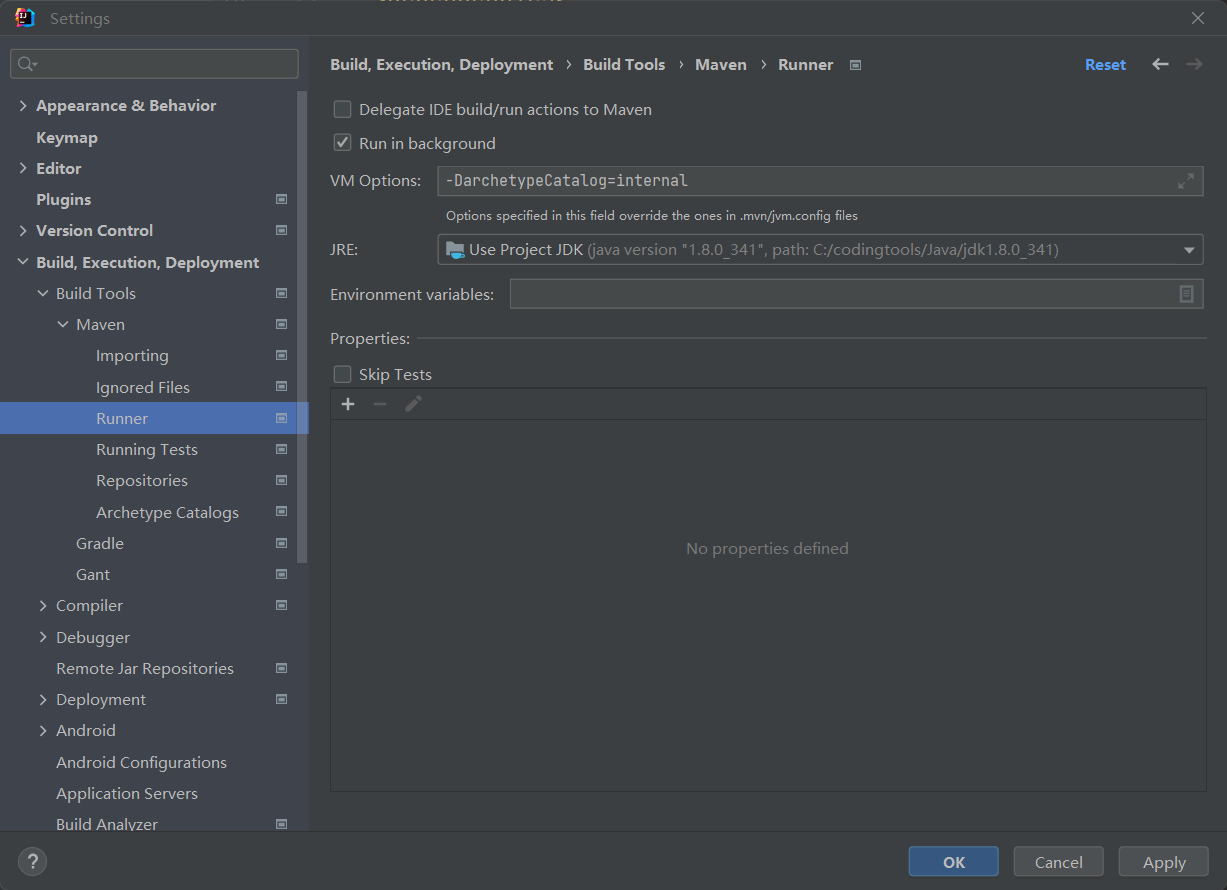 Settings
Build, Execution, Deployment › Build Tools › Maven › Runner
Reset
Appearance & Behavior
Keymap
Editor
Plugins
Version Control
Build, Execution, Deployment
Build Tools
Maven
Importing
Ignored Files
Runner
Running Tests
Repositories
Archetype Catalogs
Gradle
Gant
Compiler
Debugger
Remote Jar Repositories
Deployment
Android
Android Configurations
Application Servers
Build Analyzer
Delegate IDE build/run actions to Maven
Run in background
VM Options: -DarchetypeCatalog=internal
Options specified in this field override the ones in .mvn/jvm.config files
JRE: Use Project JDK (java version "1.8.0_341", path: C:/codingtools/Java/jdk1.8.0_341)
Environment variables:
Properties:
Skip Tests
No properties defined
?
OK
Cancel
Apply